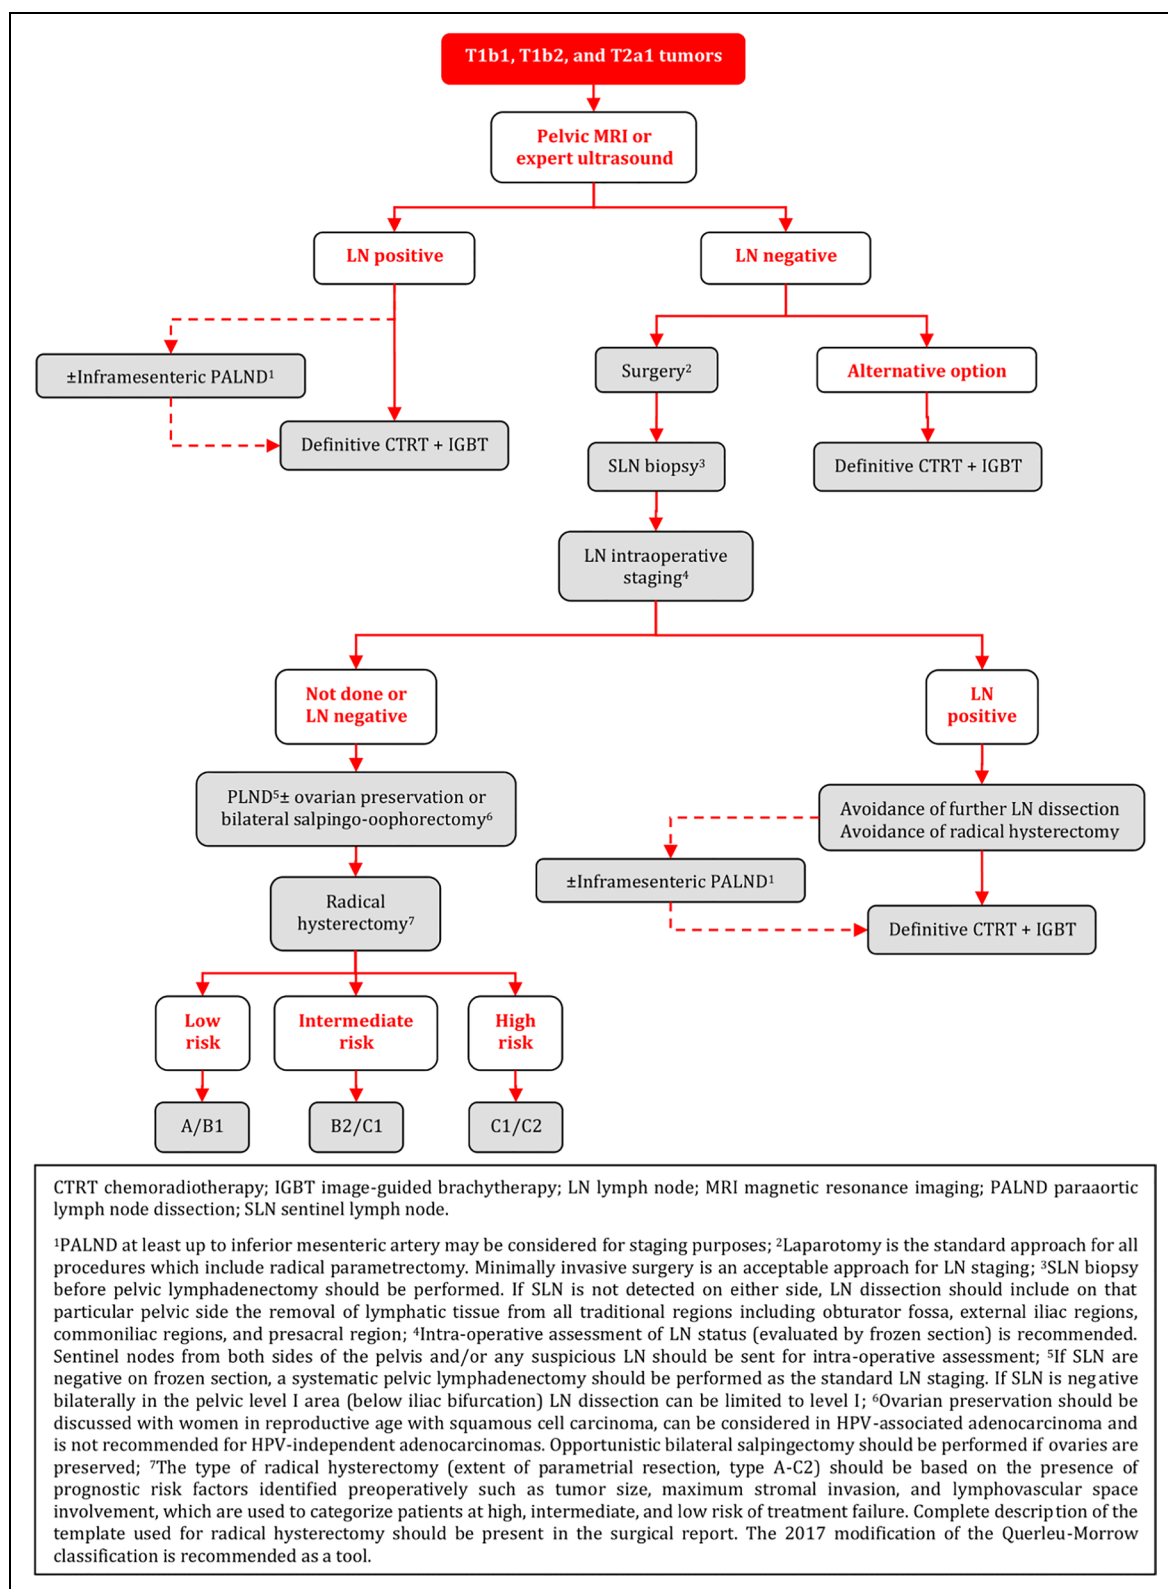 T1b1, T1b2, and T2a1 tumors
Pelvic MRI or
expert ultrasound
LN positive
LN negative
±Inframesenteric PALND¹
Surgery²
Alternative option
Definitive CTRT + IGBT
SLN biopsy³
Definitive CTRT + IGBT
LN intraoperative
staging⁴
Not done or
LN negative
LN
positive
PLND⁵± ovarian preservation or
bilateral salpingo-oophorectomy⁶
Avoidance of further LN dissection
Avoidance of radical hysterectomy
±Inframesenteric PALND¹
Radical
hysterectomy⁷
Definitive CTRT + IGBT
Low
risk
Intermediate
risk
High
risk
A/B1
B2/C1
C1/C2
CTRT chemoradiotherapy; IGBT image-guided brachytherapy; LN lymph node; MRI magnetic resonance imaging; PALND paraaortic
lymph node dissection; SLN sentinel lymph node.
¹PALND at least up to inferior mesenteric artery may be considered for staging purposes; ²Laparotomy is the standard approach for all
procedures which include radical parametrectomy. Minimally invasive surgery is an acceptable approach for LN staging; ³SLN biopsy
before pelvic lymphadenectomy should be performed. If SLN is not detected on either side, LN dissection should include on that
particular pelvic side the removal of lymphatic tissue from all traditional regions including obturator fossa, external iliac regions,
commoniliac regions, and presacral region; ⁴Intra-operative assessment of LN status (evaluated by frozen section) is recommended.
Sentinel nodes from both sides of the pelvis and/or any suspicious LN should be sent for intra-operative assessment; ⁵If SLN are
negative on frozen section, a systematic pelvic lymphadenectomy should be performed as the standard LN staging. If SLN is negative
bilaterally in the pelvic level I area (below iliac bifurcation) LN dissection can be limited to level I; ⁶Ovarian preservation should be
discussed with women in reproductive age with squamous cell carcinoma, can be considered in HPV-associated adenocarcinoma and
is not recommended for HPV-independent adenocarcinomas. Opportunistic bilateral salpingectomy should be performed if ovaries are
preserved; ⁷The type of radical hysterectomy (extent of parametrial resection, type A-C2) should be based on the presence of
prognostic risk factors identified preoperatively such as tumor size, maximum stromal invasion, and lymphovascular space
involvement, which are used to categorize patients at high, intermediate, and low risk of treatment failure. Complete description of the
template used for radical hysterectomy should be present in the surgical report. The 2017 modification of the Querleu-Morrow
classification is recommended as a tool.